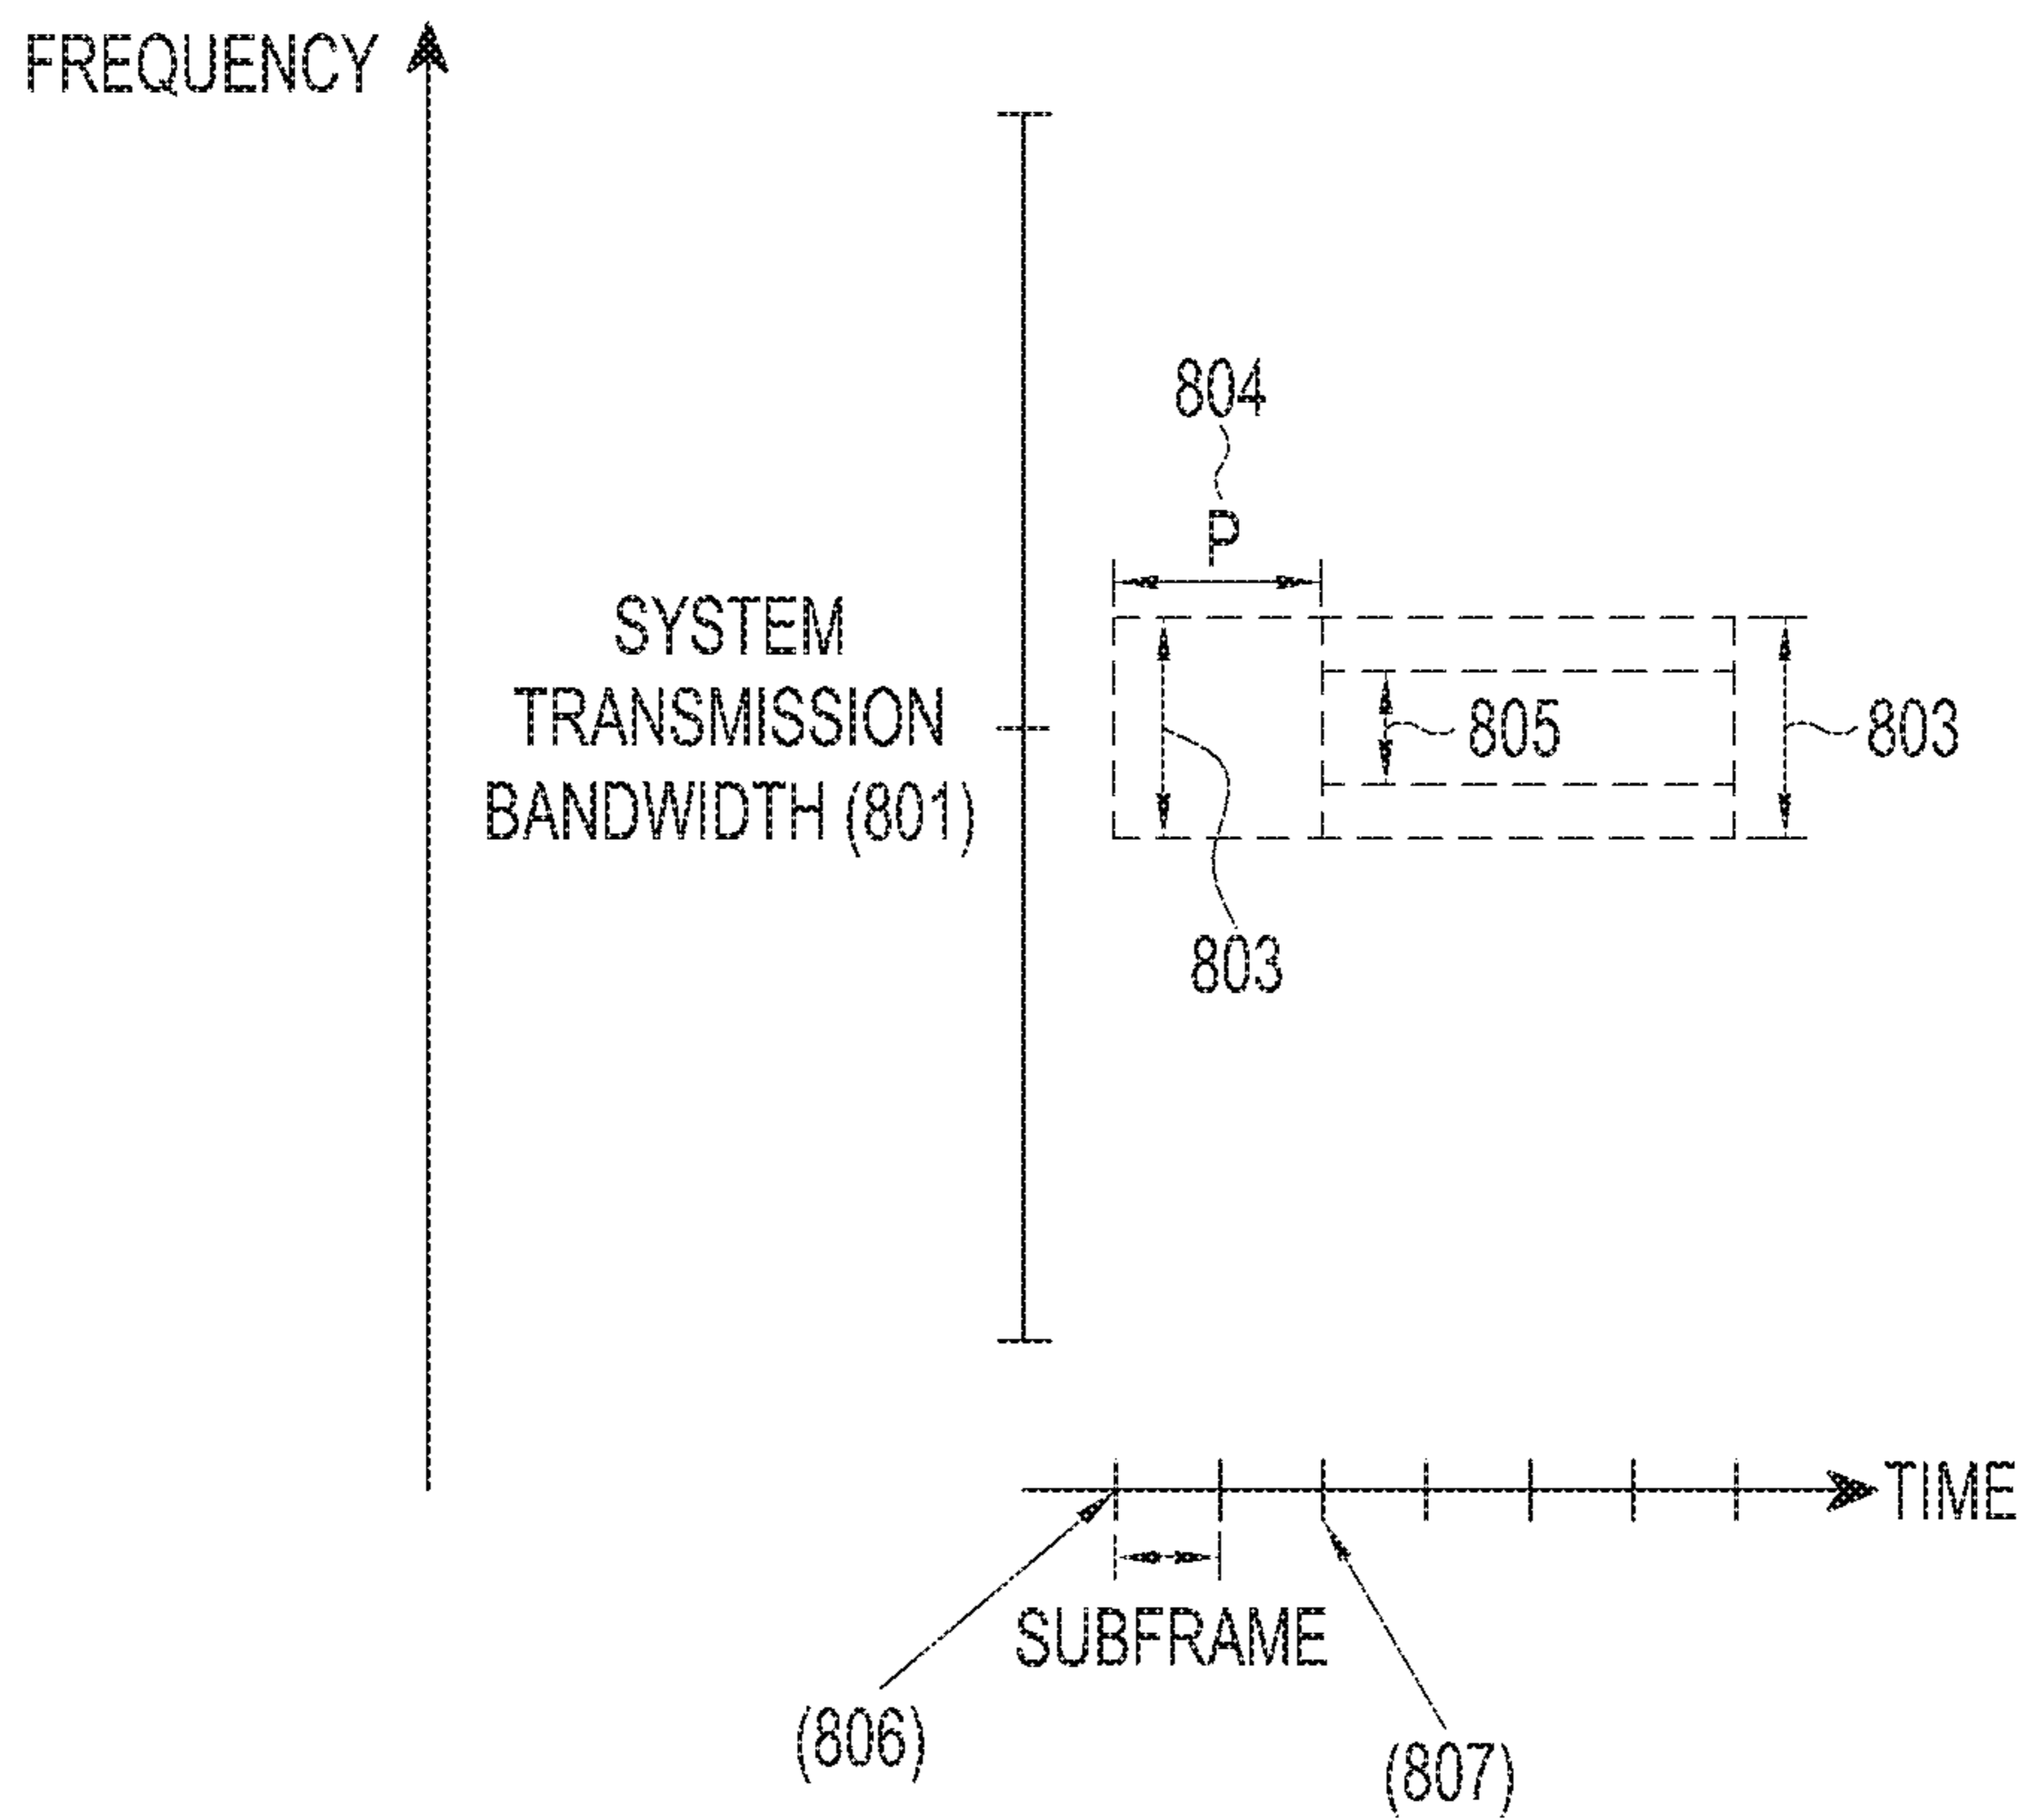 FREQUENCY
804
P
SYSTEM
TRANSMISSION
BANDWIDTH (801)
805
803
803
TIME
SUBFRAME
(806)
(807)